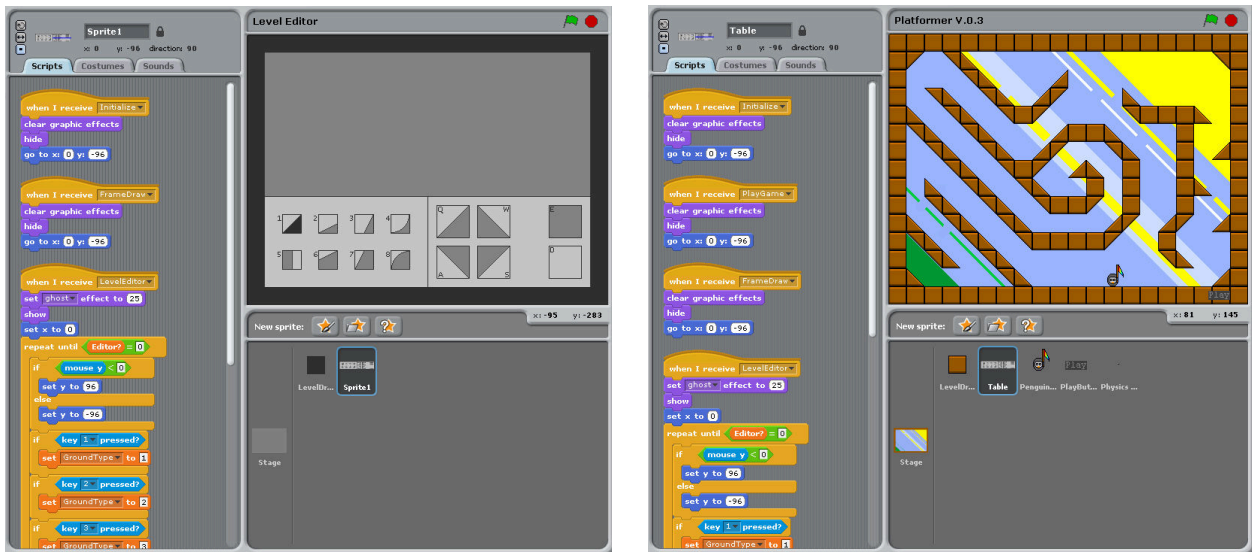 Sprite1
x: 0 y: -96 direction: 90
Scripts Costumes Sounds
when I receive Initialize
clear graphic effects
hide
go to x: 0 y: -96
when I receive FrameDraw
clear graphic effects
hide
go to x: 0 y: -96
when I receive LevelEditor
set ghost effect to 25
show
set x to 0
repeat until Editor? = 0
if mouse y < 0
set y to 96
else
set y to -96
if key 1 pressed?
set GroundType to 1
if key 2 pressed?
set GroundType to 2
if key 3 pressed?
set GroundType to 3
Level Editor
1 2 3 4
5 6 7 8
Q W E
A S D
x: -95 y: -283
New sprite:
LevelDr... Sprite1
Stage
Table
x: 0 y: -96 direction: 90
Scripts Costumes Sounds
when I receive Initialize
clear graphic effects
hide
go to x: 0 y: -96
when I receive PlayGame
clear graphic effects
hide
go to x: 0 y: -96
when I receive FrameDraw
clear graphic effects
hide
go to x: 0 y: -96
when I receive LevelEditor
set ghost effect to 25
show
set x to 0
repeat until Editor? = 0
if mouse y < 0
set y to 96
else
set y to -96
if key 1 pressed?
set GroundType to 1
Platformer V.0.3
Play
x: 81 y: 145
New sprite:
LevelDr... Table Penguin... PlayBut... Physics ...
Stage